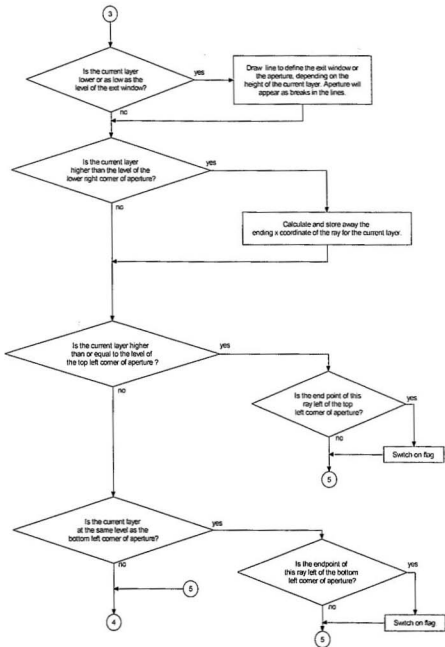 3
Is the current layer
lower or as low as the
level of the exit window?
yes
Draw line to define the exit window or
the aperture, depending on the
height of the current layer. Aperture will
appear as breaks in the lines.
no
Is the current layer
higher than the level of the
lower right corner of aperture?
yes
no
Calculate and store away the
ending x coordinate of the ray for the current layer.
Is the current layer higher
than or equal to the level of
the top left corner of aperture ?
yes
no
Is the end point of this
ray left of the top
left corner of aperture?
yes
no
Switch on flag
5
Is the current layer
at the same level as the
bottom left corner of aperture?
yes
no
Is the endpoint of
this ray left of the bottom
left corner of aperture?
yes
no
Switch on flag
5
5
4